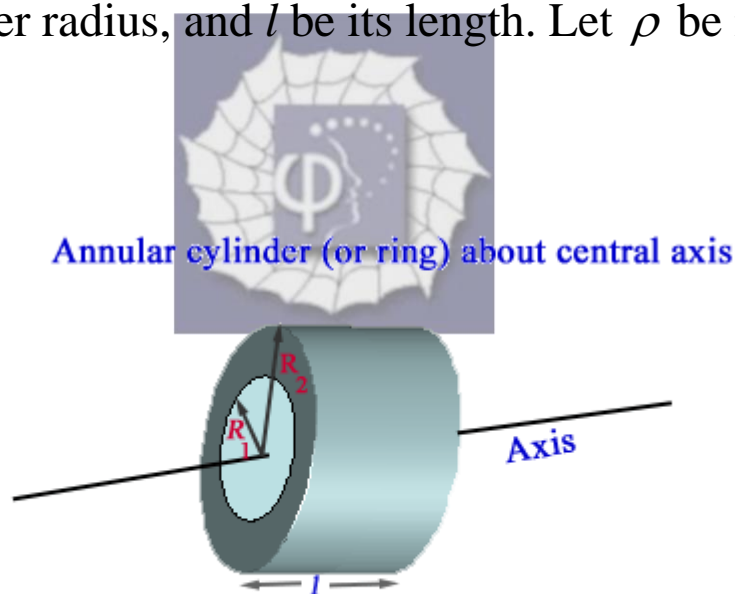 er radius, and l be its length. Let ρ be
φ
Annular cylinder (or ring) about central axis
R2
R1
Axis
l